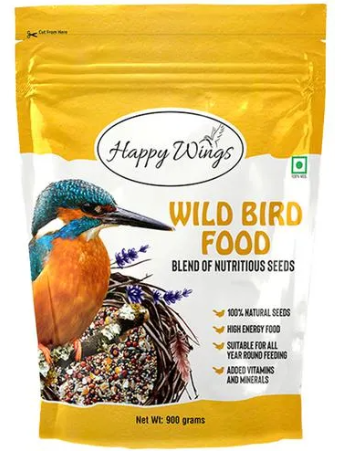 Cut From Here
Happy Wings
WILD BIRD
FOOD
BLEND OF NUTRITIOUS SEEDS
100% NATURAL SEEDS
HIGH ENERGY FOOD
SUITABLE FOR ALL
YEAR ROUND FEEDING
ADDED VITAMINS
AND MINERALS
Net Wt: 900 grams